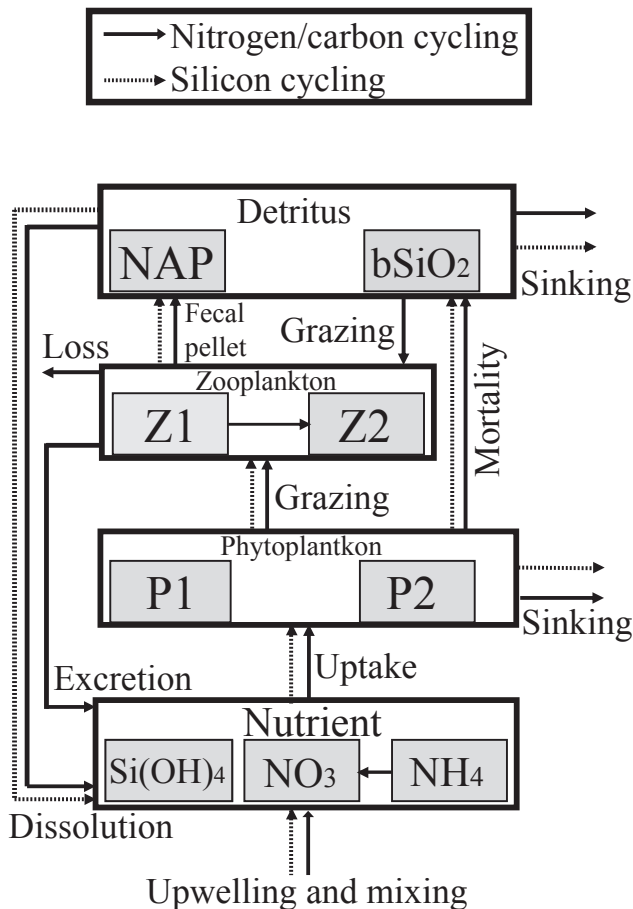 Nitrogen/carbon cycling
Silicon cycling
Detritus
NAP
bSiO2
Sinking
Fecal
pellet
Grazing
Loss
Zooplankton
Z1
Z2
Mortality
Grazing
Phytoplantkon
P1
P2
Sinking
Uptake
Excretion
Nutrient
Si(OH)4
NO3
NH4
Dissolution
Upwelling and mixing